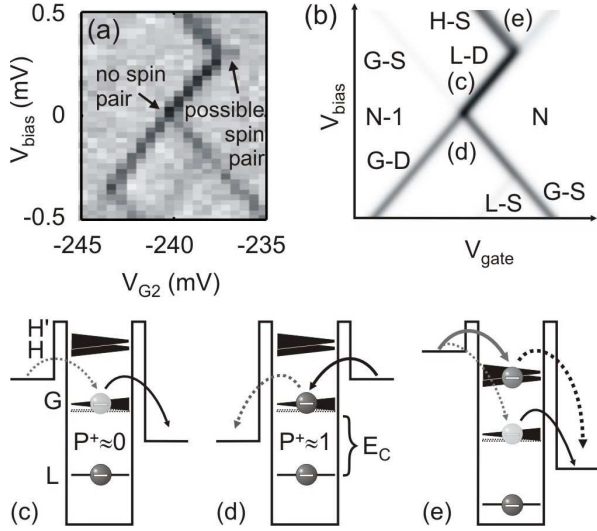 (a)
no spin
pair
possible
spin
pair
V_bias (mV)
0.5
0
-0.5
-245
-240
-235
V_G2 (mV)
(b)
H-S
(e)
G-S
L-D
(c)
N-1
N
(d)
G-D
L-S
G-S
V_bias
V_gate
H'
H
G
P⁺≈0
L
(c)
P⁺≈1
E_C
(d)
(e)